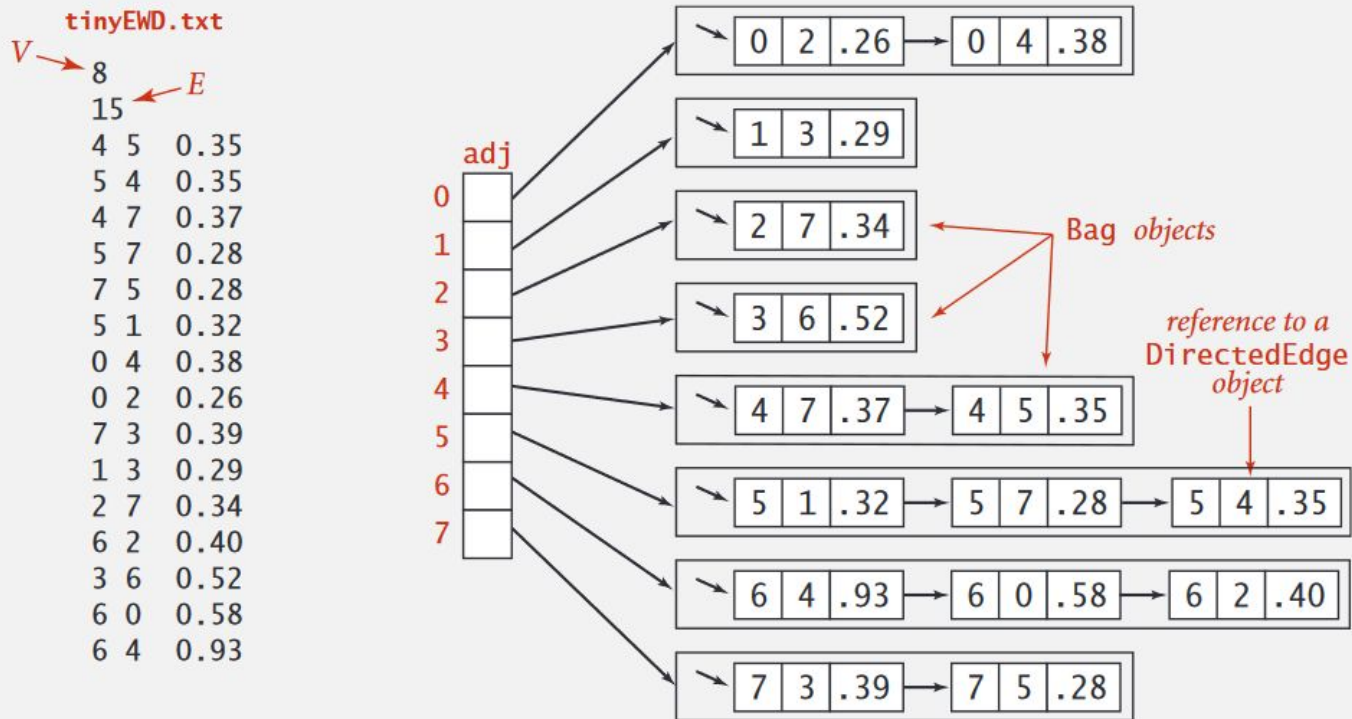 tinyEWD.txt
V
8
E
15
4 5 0.35
5 4 0.35
4 7 0.37
5 7 0.28
7 5 0.28
5 1 0.32
0 4 0.38
0 2 0.26
7 3 0.39
1 3 0.29
2 7 0.34
6 2 0.40
3 6 0.52
6 0 0.58
6 4 0.93
adj
0
1
2
3
4
5
6
7
0 2 .26 0 4 .38
1 3 .29
2 7 .34
3 6 .52
4 7 .37 4 5 .35
5 1 .32 5 7 .28 5 4 .35
6 4 .93 6 0 .58 6 2 .40
7 3 .39 7 5 .28
Bag objects
reference to a
DirectedEdge
object